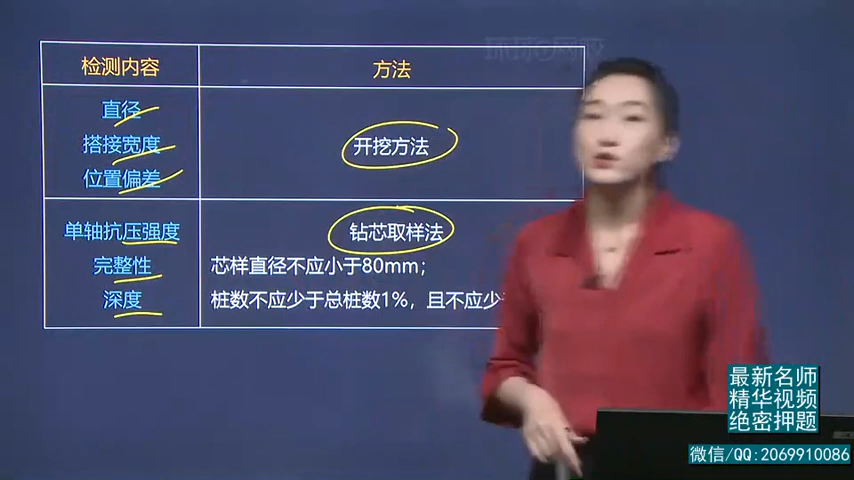 检测内容
方法
直径
搭接宽度
位置偏差
开挖方法
单轴抗压强度
完整性
深度
钻芯取样法
芯样直径不应小于80mm；
桩数不应少于总桩数1%，且不应少
最新名师
精华视频
绝密押题
微信/QQ:2069910086